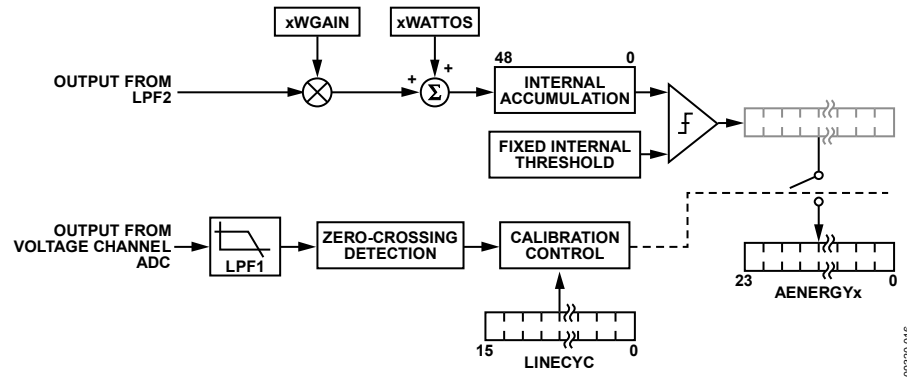 xWGAIN
xWATTOS
OUTPUT FROM
LPF2
+
+
Σ
48
0
INTERNAL
ACCUMULATION
FIXED INTERNAL
THRESHOLD
OUTPUT FROM
VOLTAGE CHANNEL
ADC
LPF1
ZERO-CROSSING
DETECTION
CALIBRATION
CONTROL
23
0
AENERGYx
15
0
LINECYC